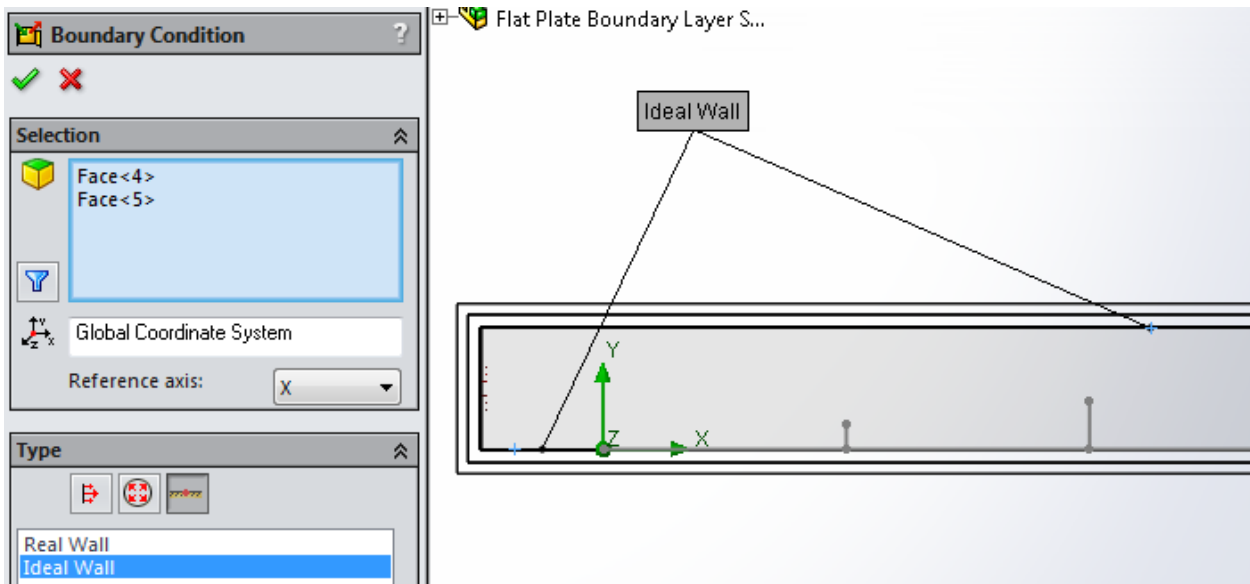 Boundary Condition ?
Selection
Face<4>
Face<5>
Y
Z X
Global Coordinate System
Reference axis: X
Type
Real Wall
Ideal Wall
Flat Plate Boundary Layer S...
Ideal Wall
Y
Z X